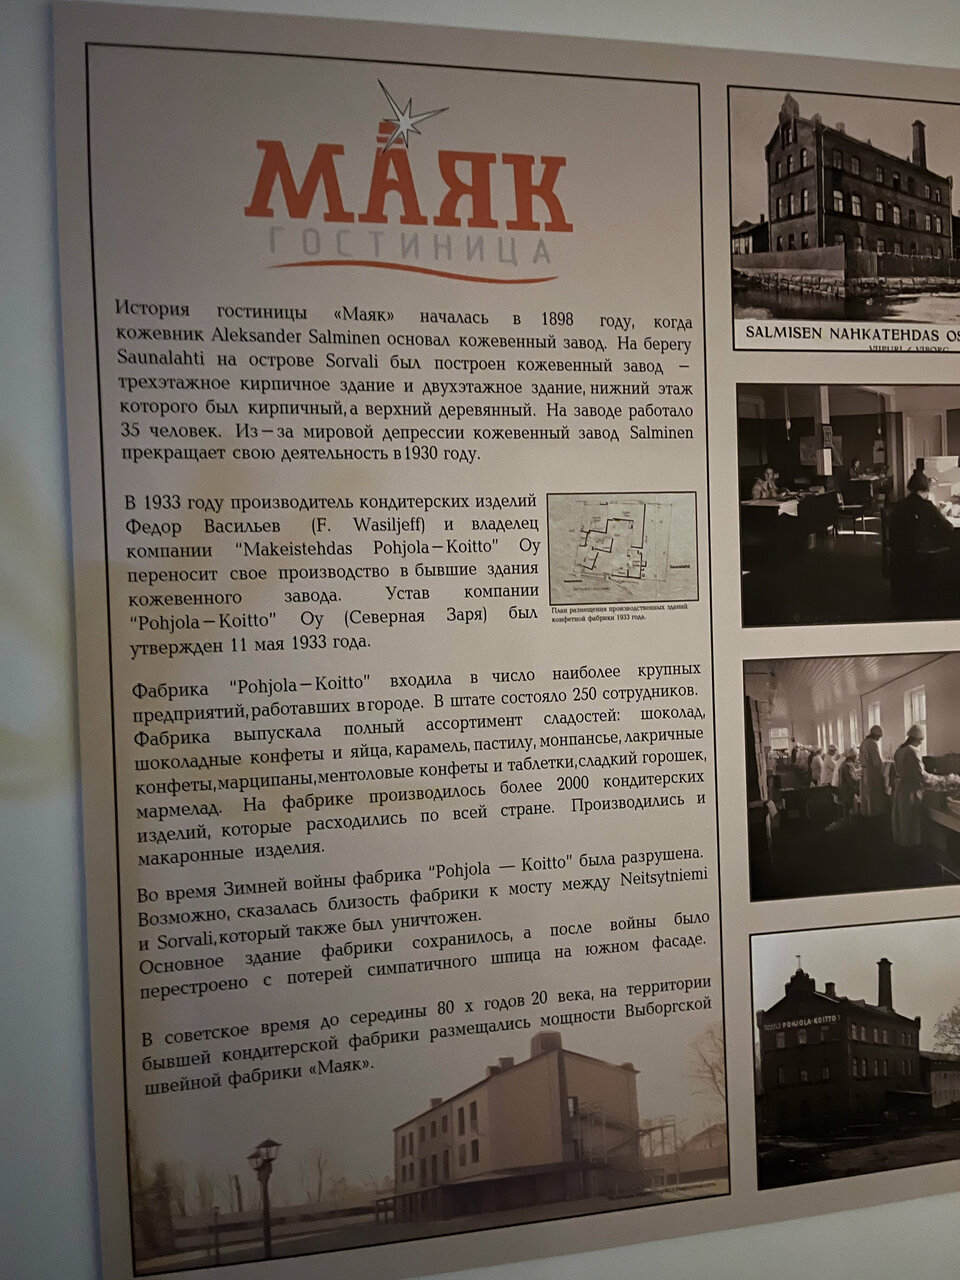 МАЯК
ГОСТИНИЦА
История гостиницы «Маяк» началась в 1898 году, когда
кожевник Aleksander Salminen основал кожевенный завод. На берегу
Saunalahti на острове Sorvali был построен кожевенный завод –
трехэтажное кирпичное здание и двухэтажное здание, нижний этаж
которого был кирпичный, а верхний деревянный. На заводе работало
35 человек. Из-за мировой депрессии кожевенный завод Salminen
прекращает свою деятельность в 1930 году.
В 1933 году производитель кондитерских изделий
Федор Васильев (F. Wasiljeff) и владелец
компании "Makeistehdas Pohjola-Koitto" Oy
переносит свое производство в бывшие здания
кожевенного завода. Устав компании
"Pohjola-Koitto" Oy (Северная Заря) был
утвержден 11 мая 1933 года.
План размещения производственных зданий
конфетной фабрики 1933 года.
Фабрика "Pohjola-Koitto" входила в число наиболее крупных
предприятий, работавших в городе. В штате состояло 250 сотрудников.
Фабрика выпускала полный ассортимент сладостей: шоколад,
шоколадные конфеты и яйца, карамель, пастилу, монпансье, лакричные
конфеты, марципаны, ментоловые конфеты и таблетки, сладкий горошек,
мармелад. На фабрике производилось более 2000 кондитерских
изделий, которые расходились по всей стране. Производились и
макаронные изделия.
Во время Зимней войны фабрика "Pohjola — Koitto" была разрушена.
Возможно, сказалась близость фабрики к мосту между Neitsytniemi
и Sorvali, который также был уничтожен.
Основное здание фабрики сохранилось, а после войны было
перестроено с потерей симпатичного шпица на южном фасаде.
В советское время до середины 80 х годов 20 века, на территории
бывшей кондитерской фабрики размещались мощности Выборгской
швейной фабрики «Маяк».
SALMISEN NAHKATEHDAS OS
VIIPURI / VIBORG
POHJOLA-KOITTO